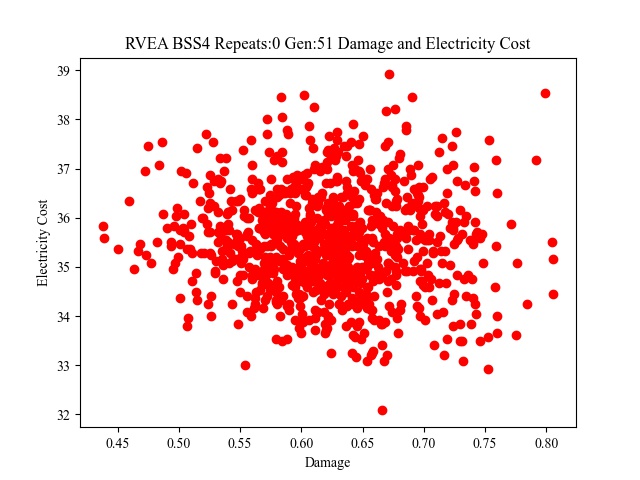 RVEA BSS4 Repeats:0 Gen:51 Damage and Electricity Cost
39
38
37
36
35
34
33
32
Electricity Cost
0.45 0.50 0.55 0.60 0.65 0.70 0.75 0.80
Damage